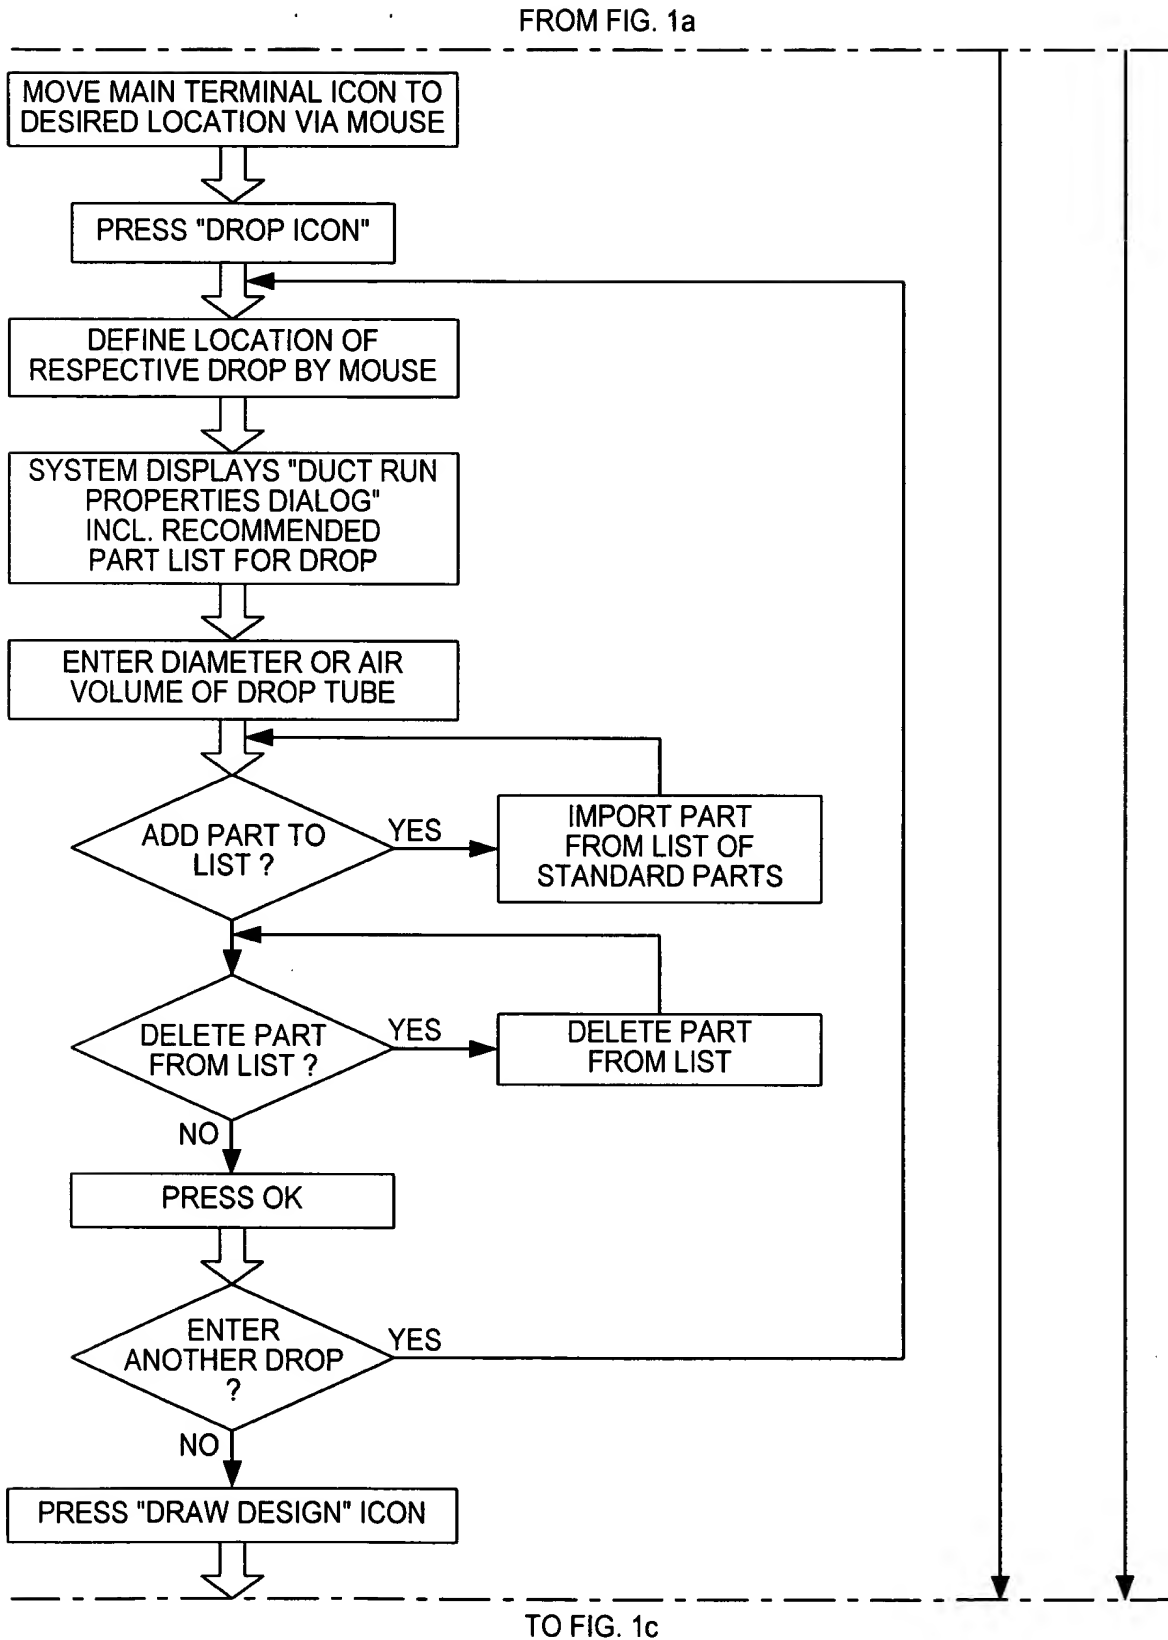 FROM FIG. 1a
MOVE MAIN TERMINAL ICON TO
DESIRED LOCATION VIA MOUSE
PRESS "DROP ICON"
DEFINE LOCATION OF
RESPECTIVE DROP BY MOUSE
SYSTEM DISPLAYS "DUCT RUN
PROPERTIES DIALOG"
INCL. RECOMMENDED
PART LIST FOR DROP
ENTER DIAMETER OR AIR
VOLUME OF DROP TUBE
ADD PART TO
LIST ?
YES
IMPORT PART
FROM LIST OF
STANDARD PARTS
DELETE PART
FROM LIST ?
YES
DELETE PART
FROM LIST
NO
PRESS OK
ENTER
ANOTHER DROP
?
YES
NO
PRESS "DRAW DESIGN" ICON
TO FIG. 1c